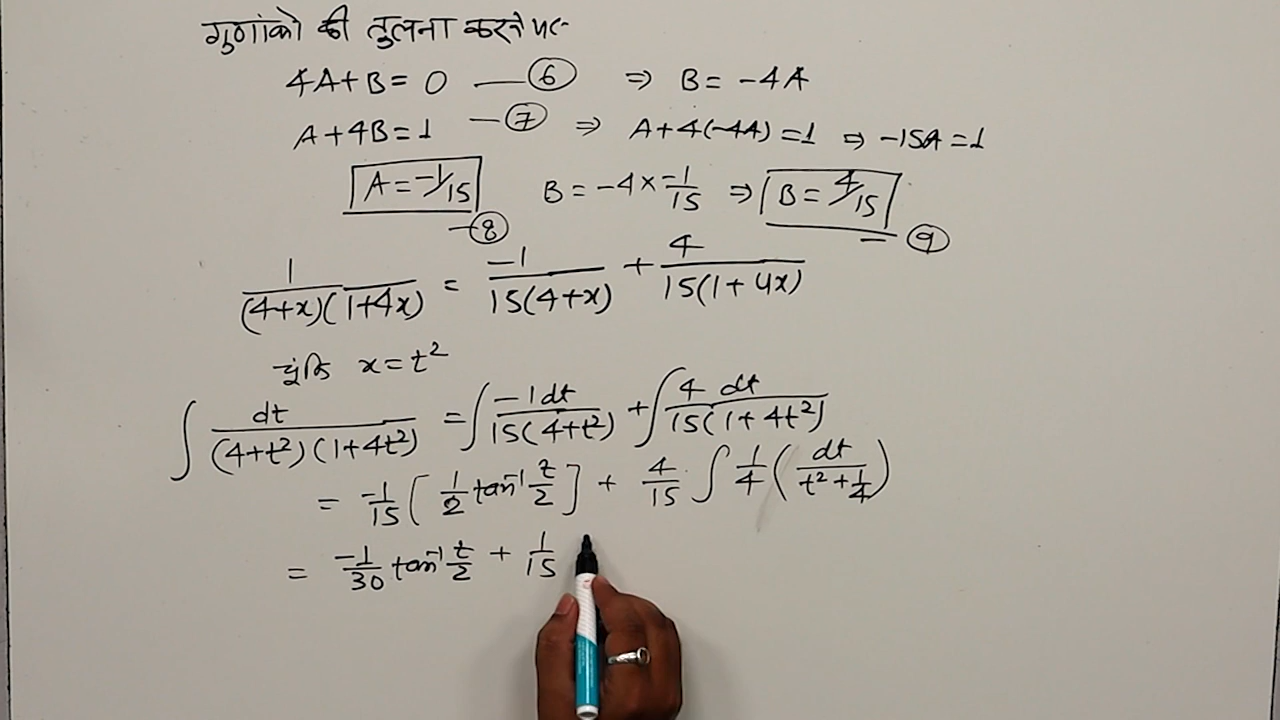 गुणांको की तुलना करने पर
4A+B=0 —⑥ ⇒ B=-4A
A+4B=1 —⑦ ⇒ A+4(-4A)=1 ⇒ -15A=1
A=-1/15 —⑧ B=-4×-1/15 ⇒ B=4/15 —⑨
1/(4+x)(1+4x) = -1/15(4+x) + 4/15(1+4x)
चूंकि x=t²
∫ dt/(4+t²)(1+4t²) = ∫ -1dt/15(4+t²) + ∫ 4 dt/15(1+4t²)
= -1/15 [1/2 tan⁻¹ t/2] + 4/15 ∫ 1/4 (dt/t²+1/4)
= -1/30 tan⁻¹ t/2 + 1/15